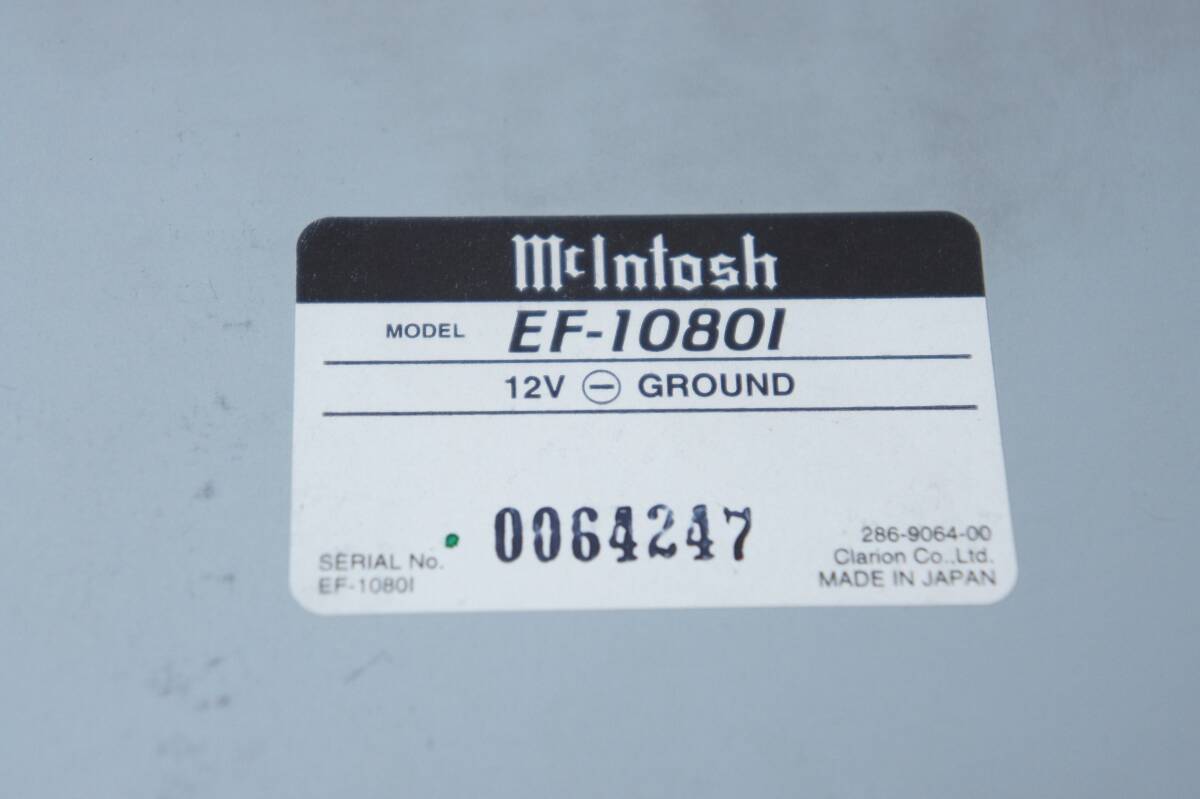 McIntosh
MODEL EF-1080I
12V ⊖ GROUND
SERIAL No. 0064247
EF-1080I
286-9064-00
Clarion Co.,Ltd.
MADE IN JAPAN